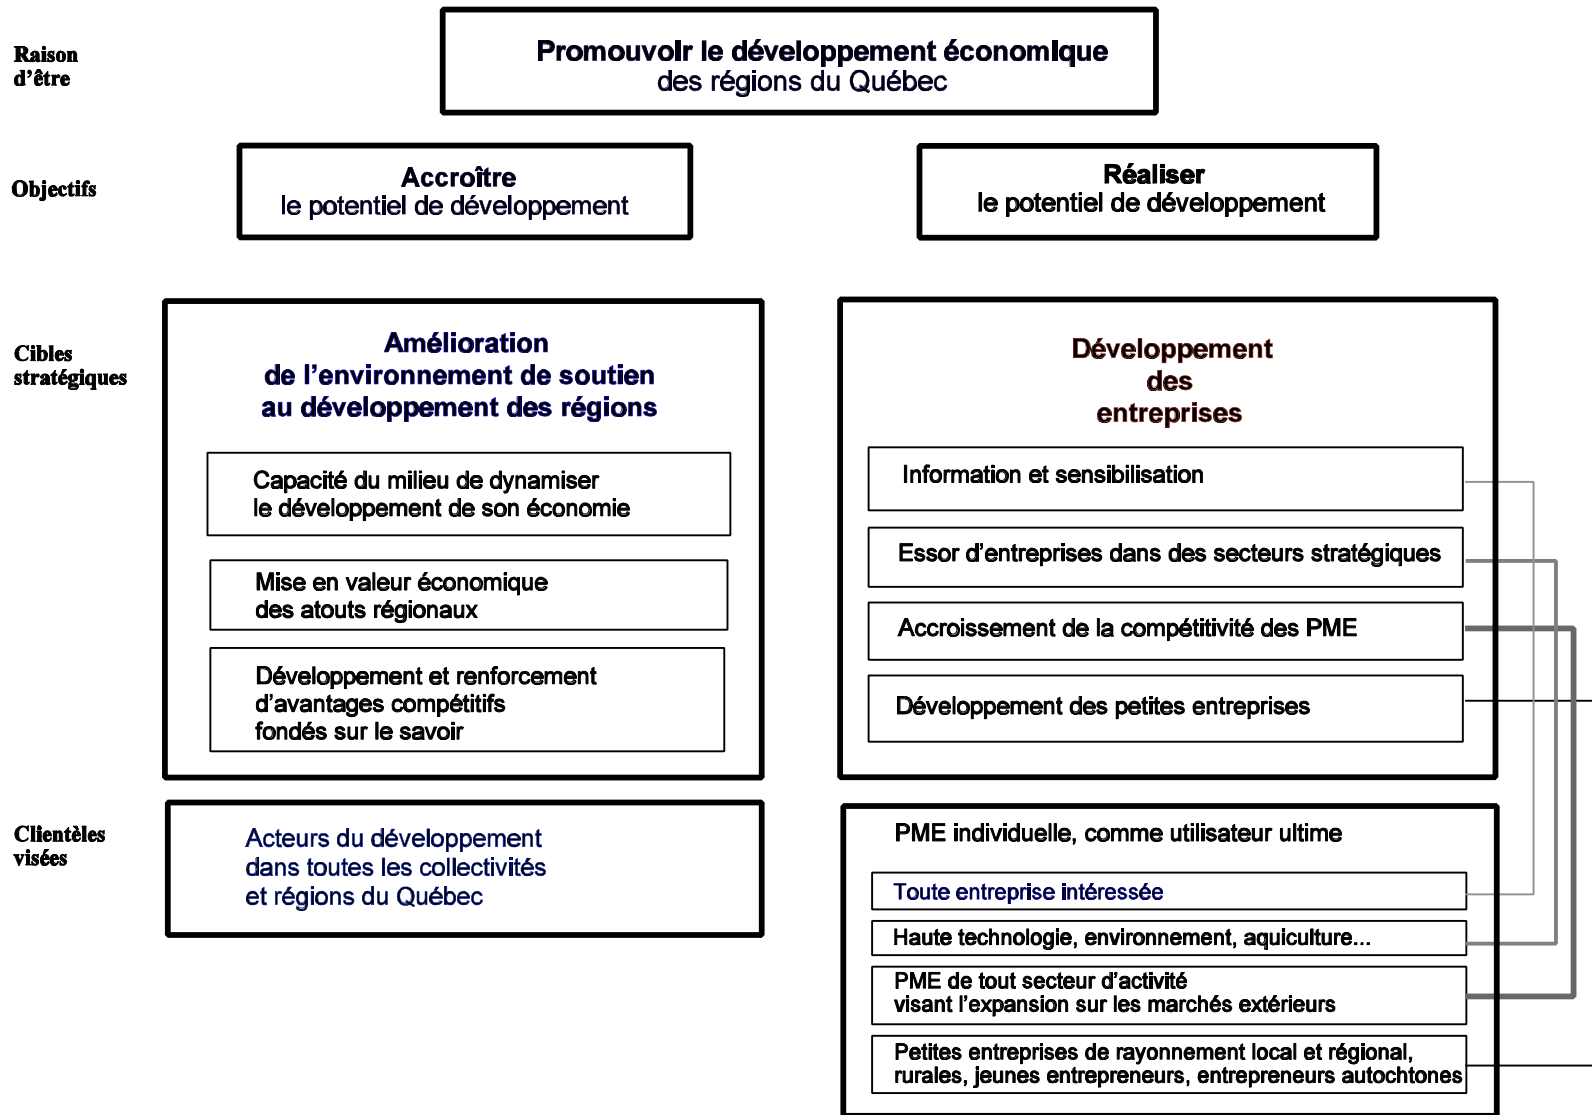 Raison
d’être
Promouvoir le développement économique
des régions du Québec
Objectifs
Accroître
le potentiel de développement
Réaliser
le potentiel de développement
Cibles
stratégiques
Amélioration
de l’environnement de soutien
au développement des régions
Capacité du milieu de dynamiser
le développement de son économie
Mise en valeur économique
des atouts régionaux
Développement et renforcement
d’avantages compétitifs
fondés sur le savoir
Développement
des
entreprises
Information et sensibilisation
Essor d’entreprises dans des secteurs stratégiques
Accroissement de la compétitivité des PME
Développement des petites entreprises
Clientèles
visées
Acteurs du développement
dans toutes les collectivités
et régions du Québec
PME individuelle, comme utilisateur ultime
Toute entreprise intéressée
Haute technologie, environnement, aquiculture...
PME de tout secteur d’activité
visant l’expansion sur les marchés extérieurs
Petites entreprises de rayonnement local et régional,
rurales, jeunes entrepreneurs, entrepreneurs autochtones